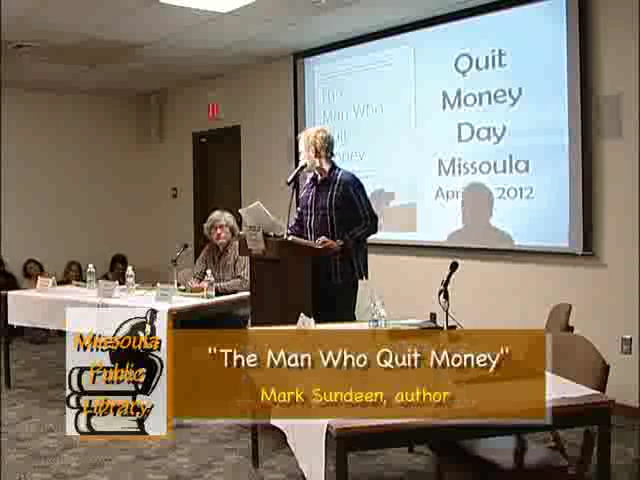 The
Man Who
Quit
Money
Quit
Money
Day
Missoula
2012
Missoula
Public
Library
"The Man Who Quit Money"
Mark Sundeen, author